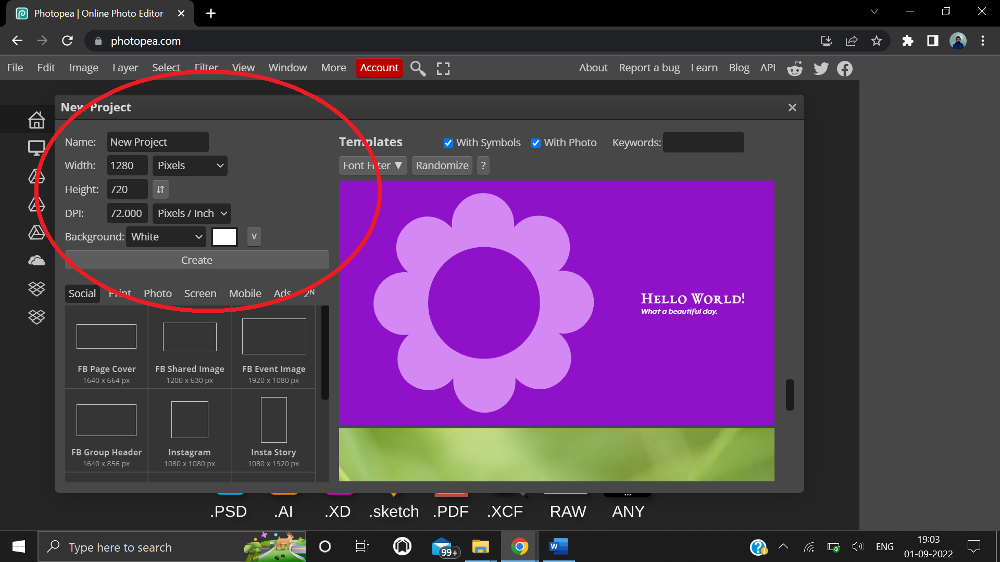 Photopea | Online Photo Editor
photopea.com
File Edit Image Layer Select Filter View Window More Account About Report a bug Learn Blog API
New Project
Name: New Project
Width: 1280 Pixels
Height: 720
DPI: 72.000 Pixels / Inch
Background: White v
Create
Social Print Photo Screen Mobile Ads 2ᴺ
FB Page Cover FB Shared Image FB Event Image
1640 x 664 px 1200 x 630 px 1920 x 1080 px
FB Group Header Instagram Insta Story
1640 x 856 px 1080 x 1080 px 1080 x 1920 px
Templates With Symbols With Photo Keywords:
Font Filter ▼ Randomize ?
Hello World!
What a beautiful day.
.PSD .AI .XD .sketch .PDF .XCF RAW ANY
Type here to search
99+
ENG
19:03
01-09-2022